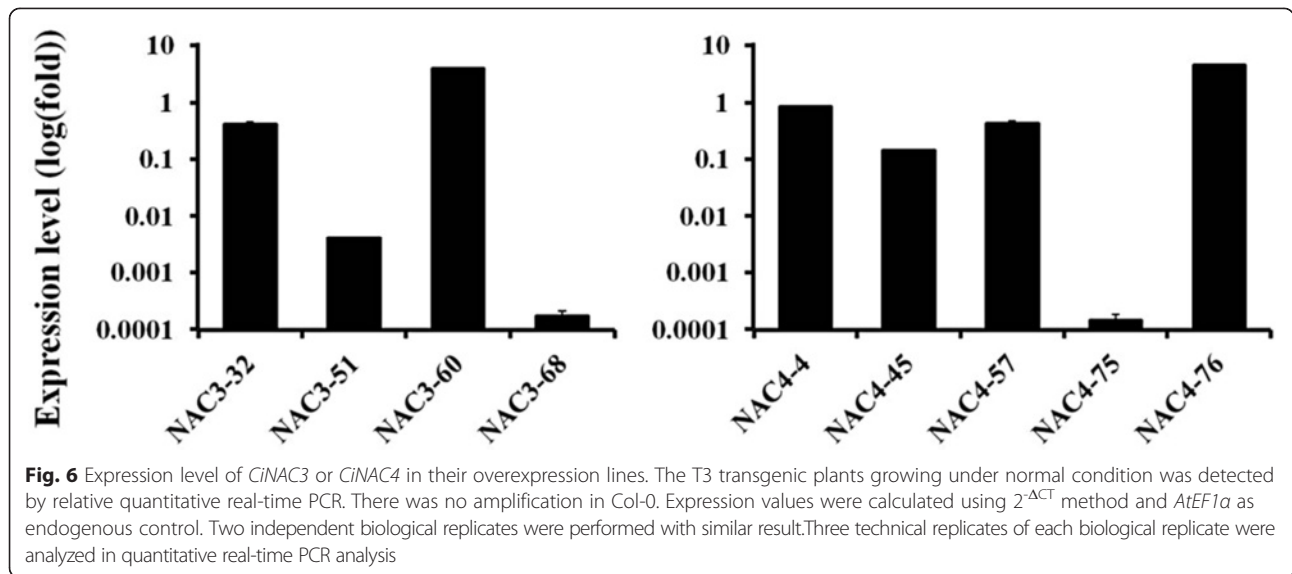 Expression level (log(fold))
10
1
0.1
0.01
0.001
0.0001
NAC3-32
NAC3-51
NAC3-60
NAC3-68
10
1
0.1
0.01
0.001
0.0001
NAC4-4
NAC4-45
NAC4-57
NAC4-75
NAC4-76
Fig. 6 Expression level of CiNAC3 or CiNAC4 in their overexpression lines. The T3 transgenic plants growing under normal condition was detected
by relative quantitative real-time PCR. There was no amplification in Col-0. Expression values were calculated using 2^-ΔCT method and AtEF1α as
endogenous control. Two independent biological replicates were performed with similar result.Three technical replicates of each biological replicate were
analyzed in quantitative real-time PCR analysis